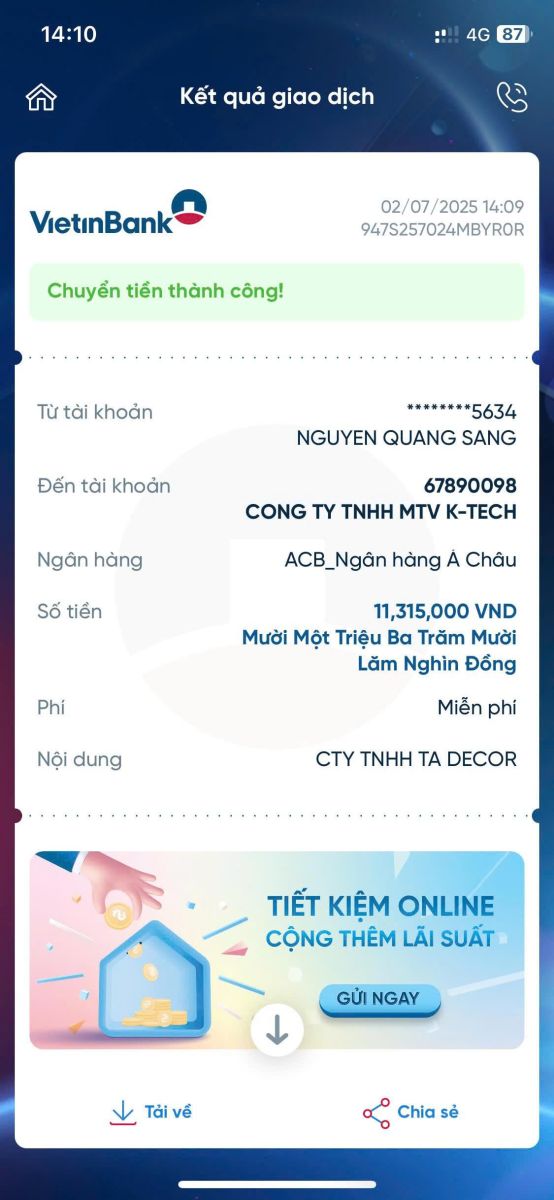 14:10
4G 87
Kết quả giao dịch
VietinBank
02/07/2025 14:09
947S257024MBYR0R
Chuyển tiền thành công!
Từ tài khoản ********5634
NGUYEN QUANG SANG
Đến tài khoản 67890098
CONG TY TNHH MTV K-TECH
Ngân hàng ACB_Ngân hàng Á Châu
Số tiền 11,315,000 VND
Mười Một Triệu Ba Trăm Mười
Lăm Nghìn Đồng
Phí Miễn phí
Nội dung CTY TNHH TA DECOR
TIẾT KIỆM ONLINE
CỘNG THÊM LÃI SUẤT
GỬI NGAY
Tải về Chia sẻ